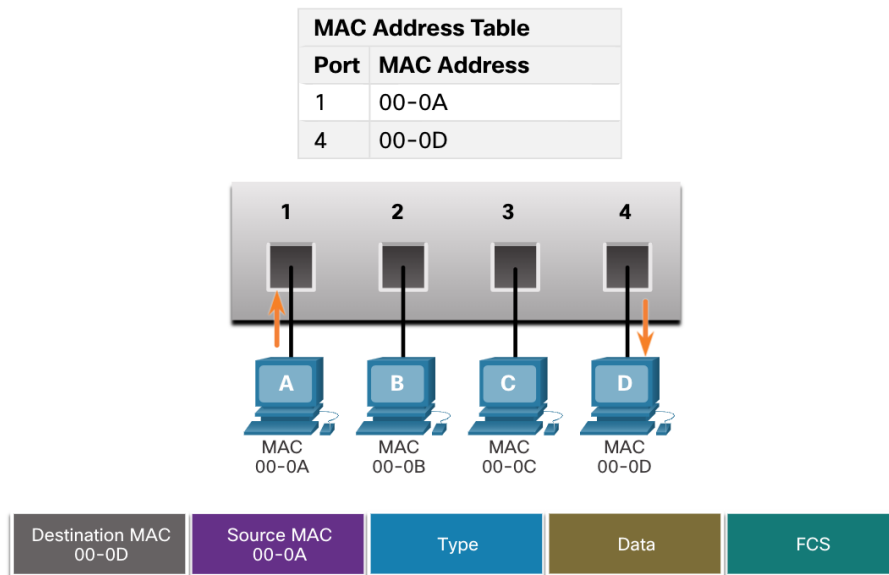 MAC Address Table
Port MAC Address
1 00-0A
4 00-0D
1 2 3 4
A B C D
MAC MAC MAC MAC
00-0A 00-0B 00-0C 00-0D
Destination MAC Source MAC Type Data FCS
00-0D 00-0A